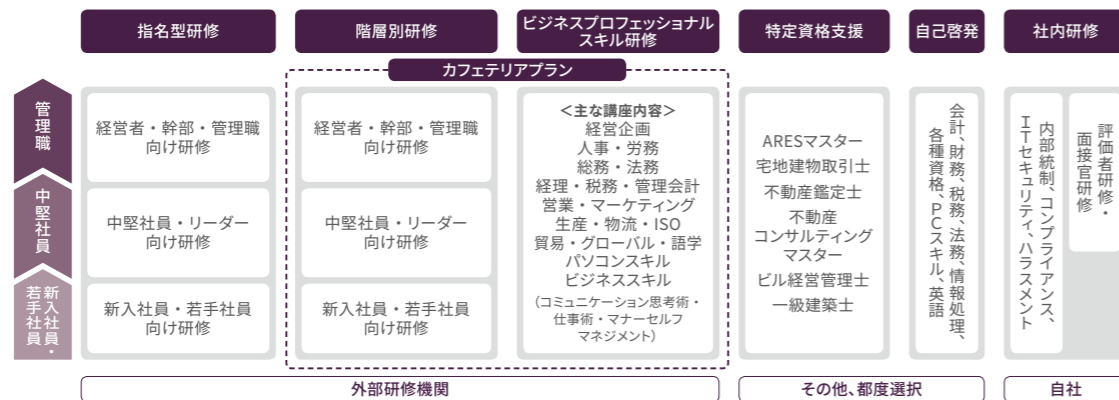 指名型研修
階層別研修
ビジネスプロフェッショナル
スキル研修
特定資格支援
自己啓発
社内研修
カフェテリアプラン
管理職
中堅社員
新入社員・
若手社員
経営者・幹部・管理職
向け研修
中堅社員・リーダー
向け研修
新入社員・若手社員
向け研修
経営者・幹部・管理職
向け研修
中堅社員・リーダー
向け研修
新入社員・若手社員
向け研修
＜主な講座内容＞
経営企画
人事・労務
総務・法務
経理・税務・管理会計
営業・マーケティング
生産・物流・ISO
貿易・グローバル・語学
パソコンスキル
ビジネススキル
（コミュニケーション思考術・
仕事術・マナーセルフ
マネジメント）
ARESマスター
宅地建物取引士
不動産鑑定士
不動産
コンサルティング
マスター
ビル経営管理士
一級建築士
会計、財務、税務、法務、情報処理、
各種資格、PCスキル、英語
内部統制、コンプライアンス、
ITセキュリティ、ハラスメント
評価者研修・
面接官研修
外部研修機関
その他、都度選択
自社